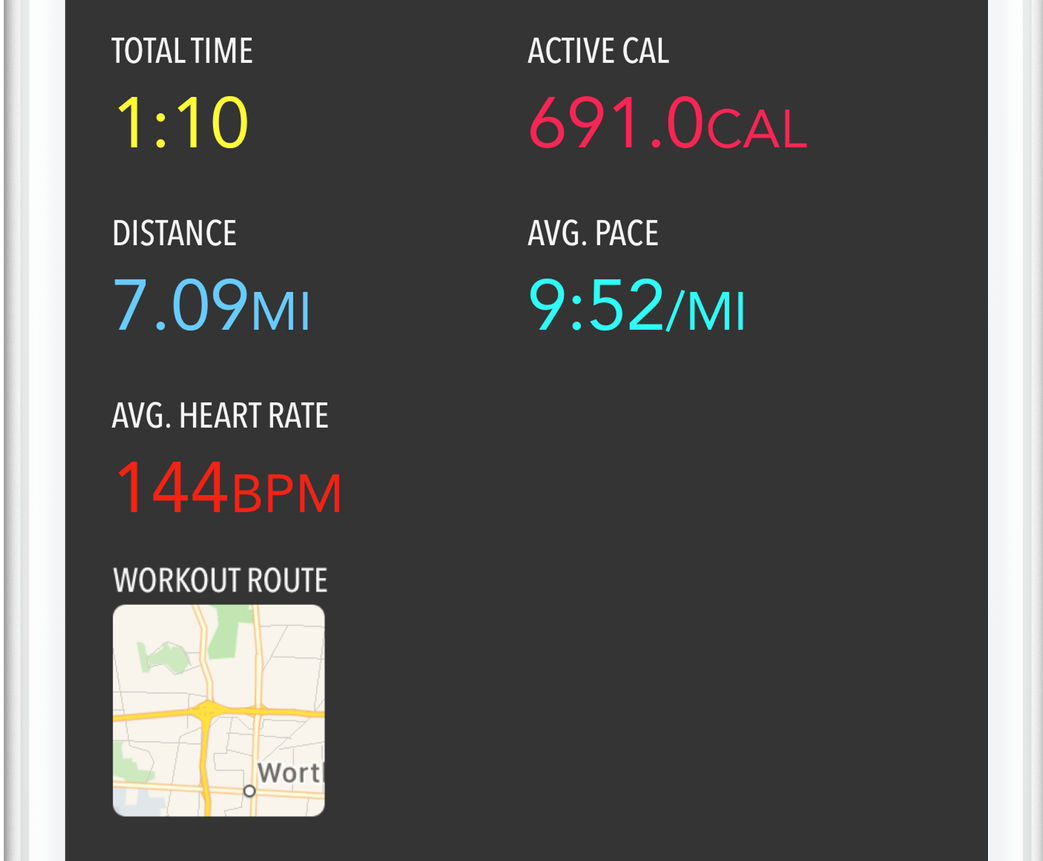 TOTAL TIME
ACTIVE CAL
1:10
691.0CAL
DISTANCE
AVG. PACE
7.09MI
9:52/MI
AVG. HEART RATE
144BPM
WORKOUT ROUTE